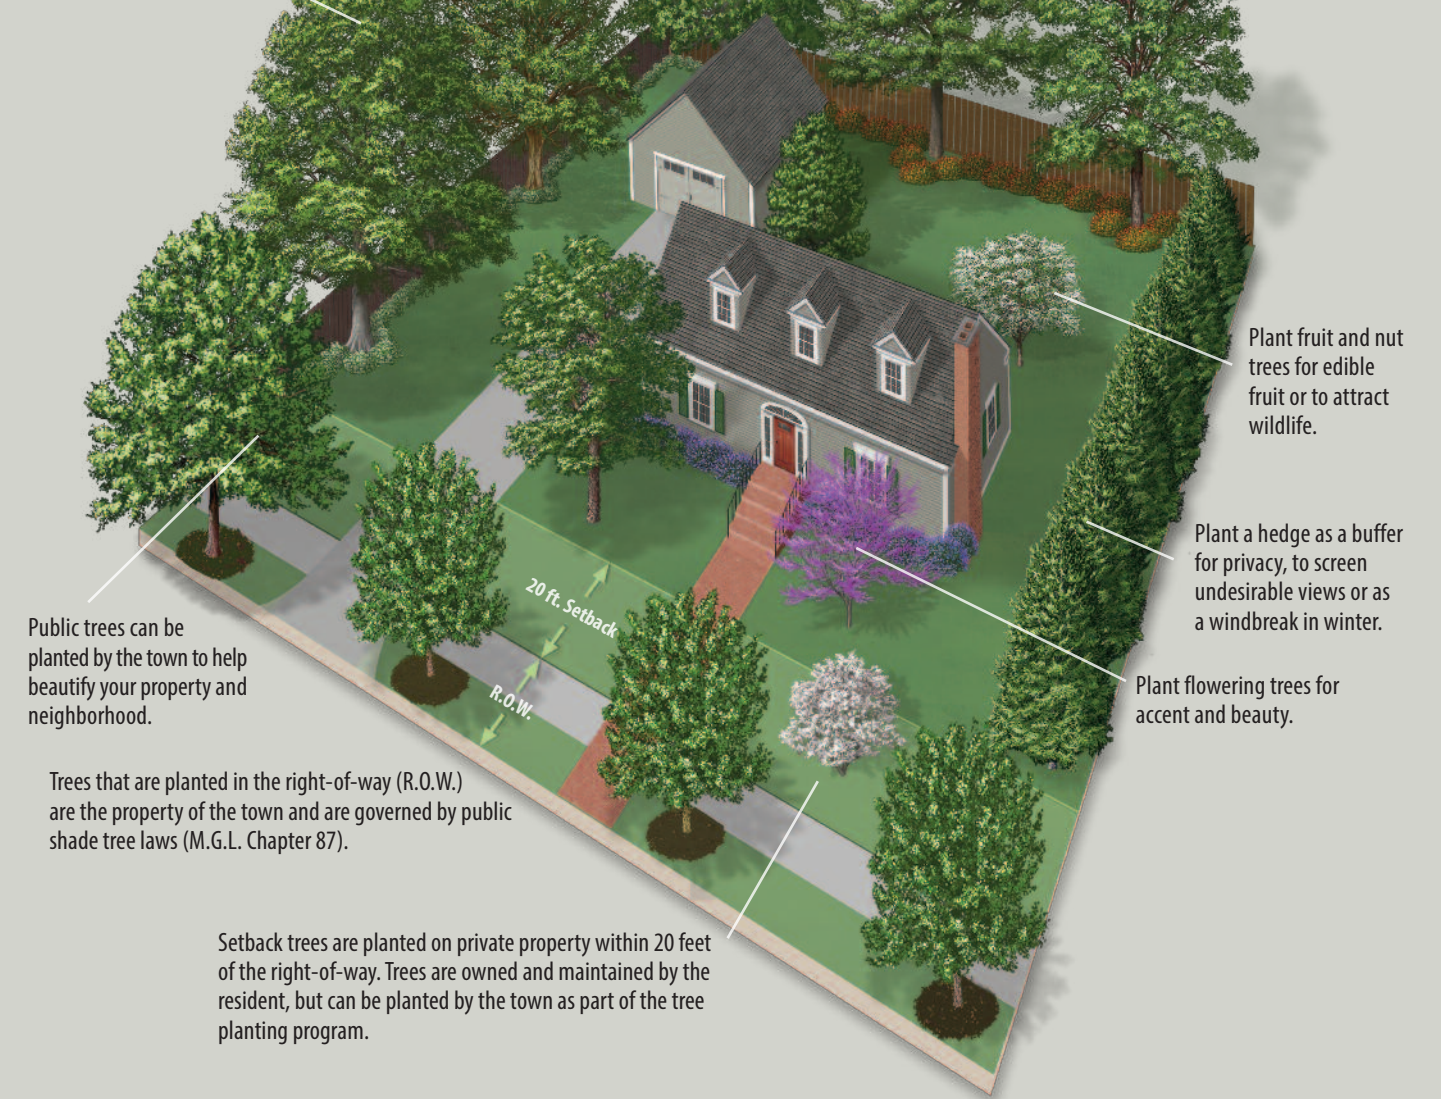 Plant fruit and nut
trees for edible
fruit or to attract
wildlife.
Plant a hedge as a buffer
for privacy, to screen
undesirable views or as
a windbreak in winter.
20 ft. Setback
Public trees can be
planted by the town to help
beautify your property and
neighborhood.
R.O.W.
Plant flowering trees for
accent and beauty.
Trees that are planted in the right-of-way (R.O.W.)
are the property of the town and are governed by public
shade tree laws (M.G.L. Chapter 87).
Setback trees are planted on private property within 20 feet
of the right-of-way. Trees are owned and maintained by the
resident, but can be planted by the town as part of the tree
planting program.